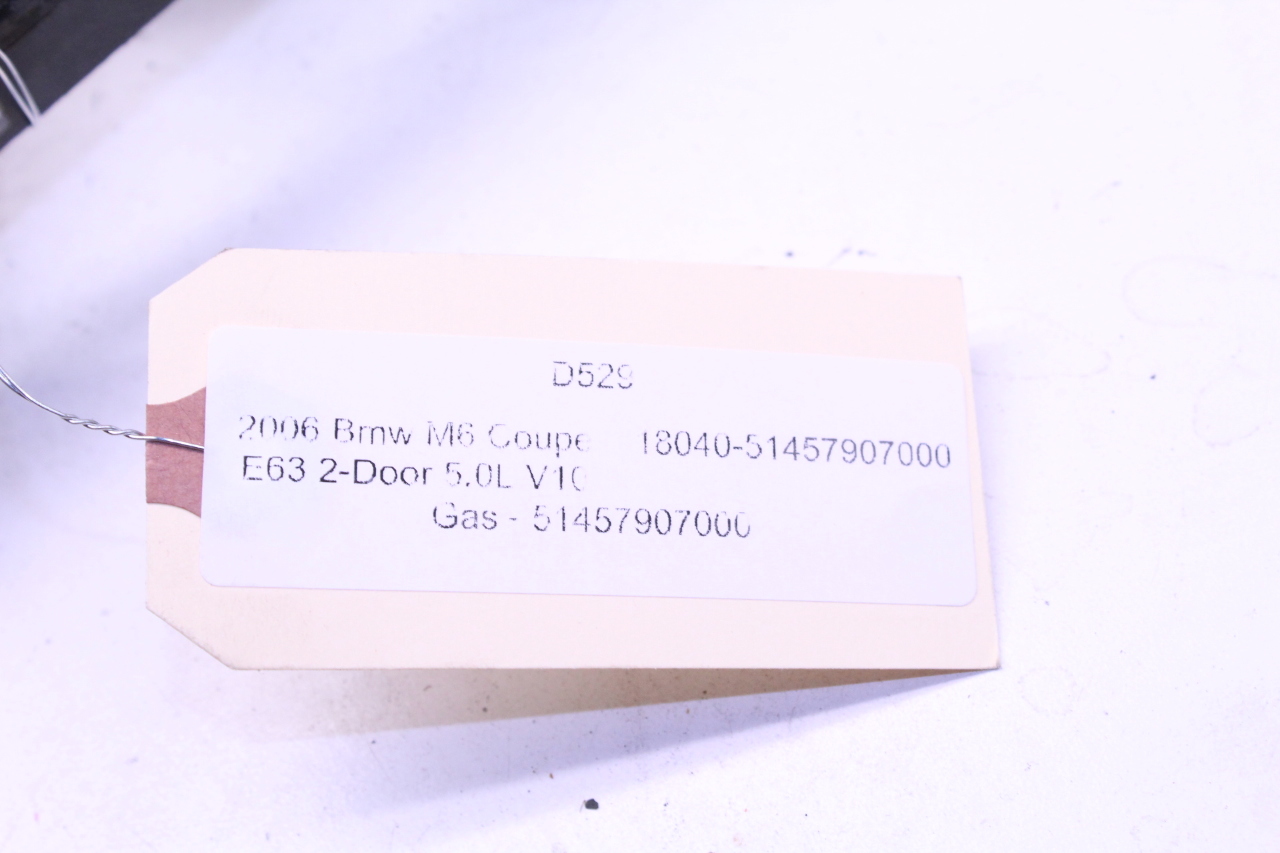 D529
2006 Bmw M6 Coupe 18040-51457907000
E63 2-Door 5.0L V10
Gas - 51457907000